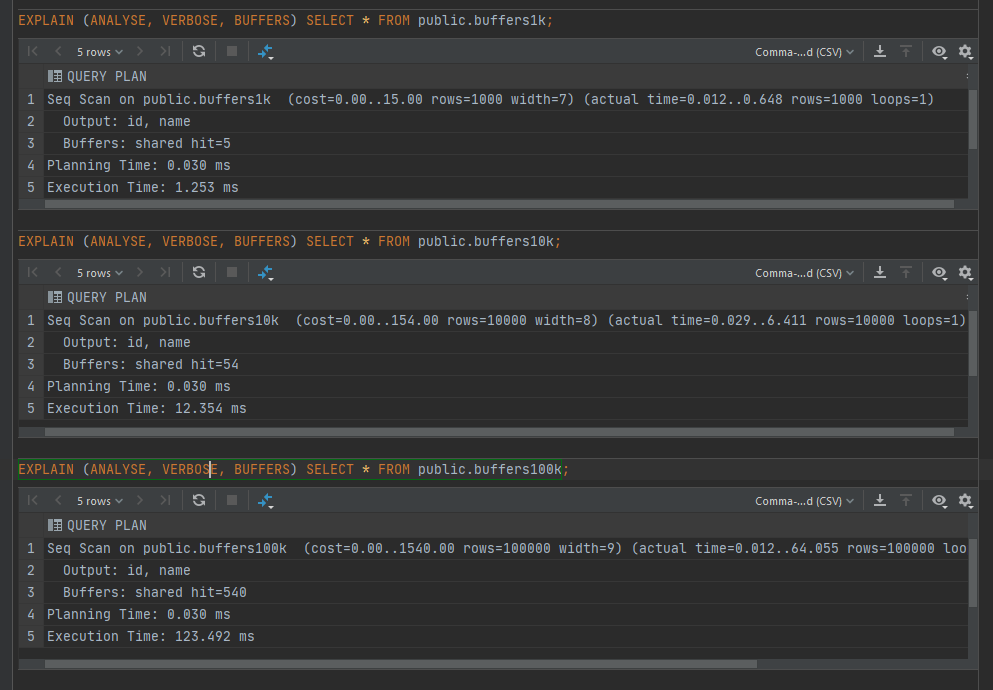 EXPLAIN (ANALYSE, VERBOSE, BUFFERS) SELECT * FROM public.buffers1k;
5 rows
Comma-...d (CSV)
QUERY PLAN
1 Seq Scan on public.buffers1k  (cost=0.00..15.00 rows=1000 width=7) (actual time=0.012..0.648 rows=1000 loops=1)
2   Output: id, name
3   Buffers: shared hit=5
4 Planning Time: 0.030 ms
5 Execution Time: 1.253 ms
EXPLAIN (ANALYSE, VERBOSE, BUFFERS) SELECT * FROM public.buffers10k;
5 rows
Comma-...d (CSV)
QUERY PLAN
1 Seq Scan on public.buffers10k  (cost=0.00..154.00 rows=10000 width=8) (actual time=0.029..6.411 rows=10000 loops=1)
2   Output: id, name
3   Buffers: shared hit=54
4 Planning Time: 0.030 ms
5 Execution Time: 12.354 ms
EXPLAIN (ANALYSE, VERBOSE, BUFFERS) SELECT * FROM public.buffers100k;
5 rows
Comma-...d (CSV)
QUERY PLAN
1 Seq Scan on public.buffers100k  (cost=0.00..1540.00 rows=100000 width=9) (actual time=0.012..64.055 rows=100000 loo
2   Output: id, name
3   Buffers: shared hit=540
4 Planning Time: 0.030 ms
5 Execution Time: 123.492 ms